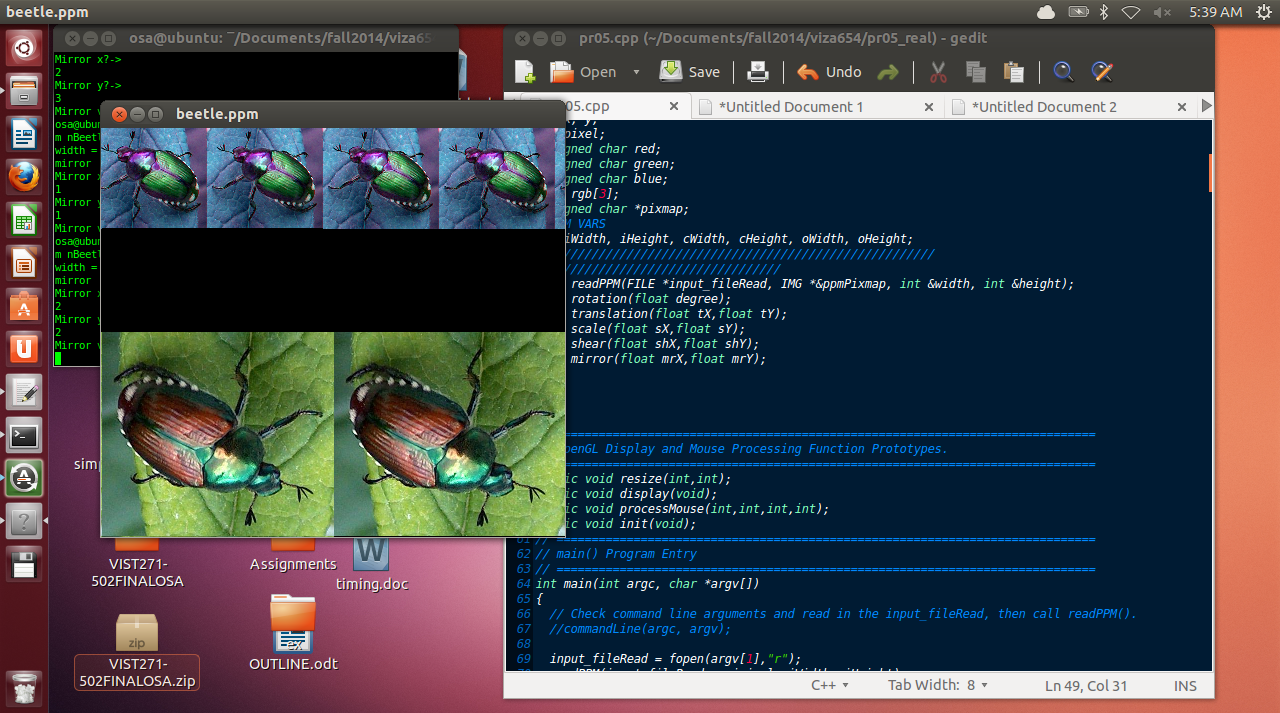 beetle.ppm
5:39 AM
osa@ubuntu: ~/Documents/fall2014/viza65
Mirror x?->
2
Mirror y?->
3
Mirror v
osa@ubun
m nBeetl
width =
mirror
Mirror x
1
Mirror y
1
Mirror v
osa@ubun
m nBeetl
width =
mirror
Mirror x
2
Mirror y
2
Mirror v
beetle.ppm
simp
VIST271-
502FINALOSA
Assignments
timing.doc
VIST271-
502FINALOSA.zip
zip
OUTLINE.odt
pr05.cpp (~/Documents/fall2014/viza654/pr05_real) - gedit
Open
Save
Undo
05.cpp
*Untitled Document 1
*Untitled Document 2
x, y;
pixel;
gned char red;
gned char green;
gned char blue;
rgb[3];
gned char *pixmap;
M VARS
iWidth, iHeight, cWidth, cHeight, oWidth, oHeight;
//////////////////////////////////////////////////
/////////////////////////////
readPPM(FILE *input_fileRead, IMG *&ppmPixmap, int &width, int &height);
rotation(float degree);
translation(float tX,float tY);
scale(float sX,float sY);
shear(float shX,float shY);
mirror(float mrX,float mrY);
=========================================================================
penGL Display and Mouse Processing Function Prototypes.
=========================================================================
ic void resize(int,int);
ic void display(void);
ic void processMouse(int,int,int,int);
ic void init(void);
61 // =========================================================================
62 // main() Program Entry
63 // =========================================================================
64 int main(int argc, char *argv[])
65 {
66 // Check command line arguments and read in the input_fileRead, then call readPPM().
67 //commandLine(argc, argv);
68
69 input_fileRead = fopen(argv[1],"r");
C++
Tab Width: 8
Ln 49, Col 31
INS